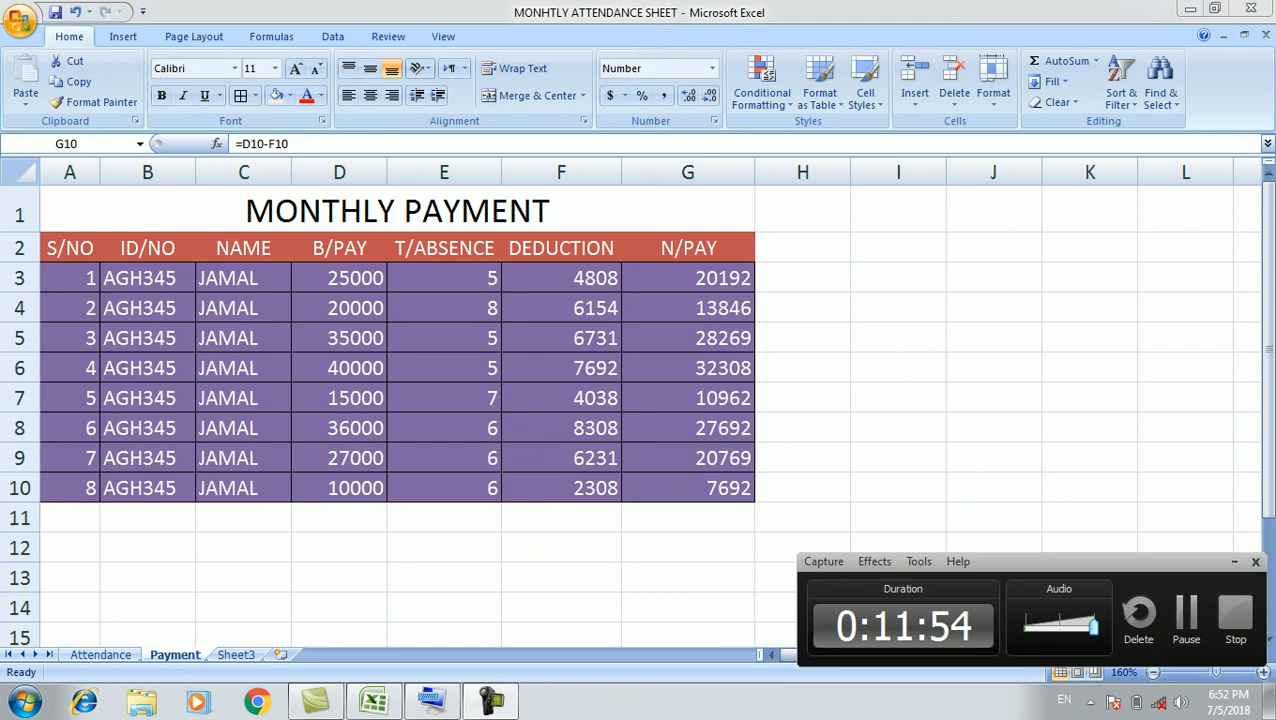 MONHTLY ATTENDANCE SHEET - Microsoft Excel
Home Insert Page Layout Formulas Data Review View
Paste
Cut
Copy
Format Painter
Clipboard
Calibri 11
B I U
Font
Wrap Text
Merge & Center
Alignment
Number
$ % ,
Number
Conditional Formatting
Format as Table
Cell Styles
Styles
Insert Delete Format
Cells
Σ AutoSum
Fill
Clear
Sort & Filter
Find & Select
Editing
G10 fx =D10-F10
A B C D E F G H I J K L
1 MONTHLY PAYMENT
2 S/NO ID/NO NAME B/PAY T/ABSENCE DEDUCTION N/PAY
3 1 AGH345 JAMAL 25000 5 4808 20192
4 2 AGH345 JAMAL 20000 8 6154 13846
5 3 AGH345 JAMAL 35000 5 6731 28269
6 4 AGH345 JAMAL 40000 5 7692 32308
7 5 AGH345 JAMAL 15000 7 4038 10962
8 6 AGH345 JAMAL 36000 6 8308 27692
9 7 AGH345 JAMAL 27000 6 6231 20769
10 8 AGH345 JAMAL 10000 6 2308 7692
11
12
13
14
15
Capture Effects Tools Help
Duration Audio
0:11:54
Delete Pause Stop
Attendance Payment Sheet3
Ready 160%
EN 6:52 PM
7/5/2018